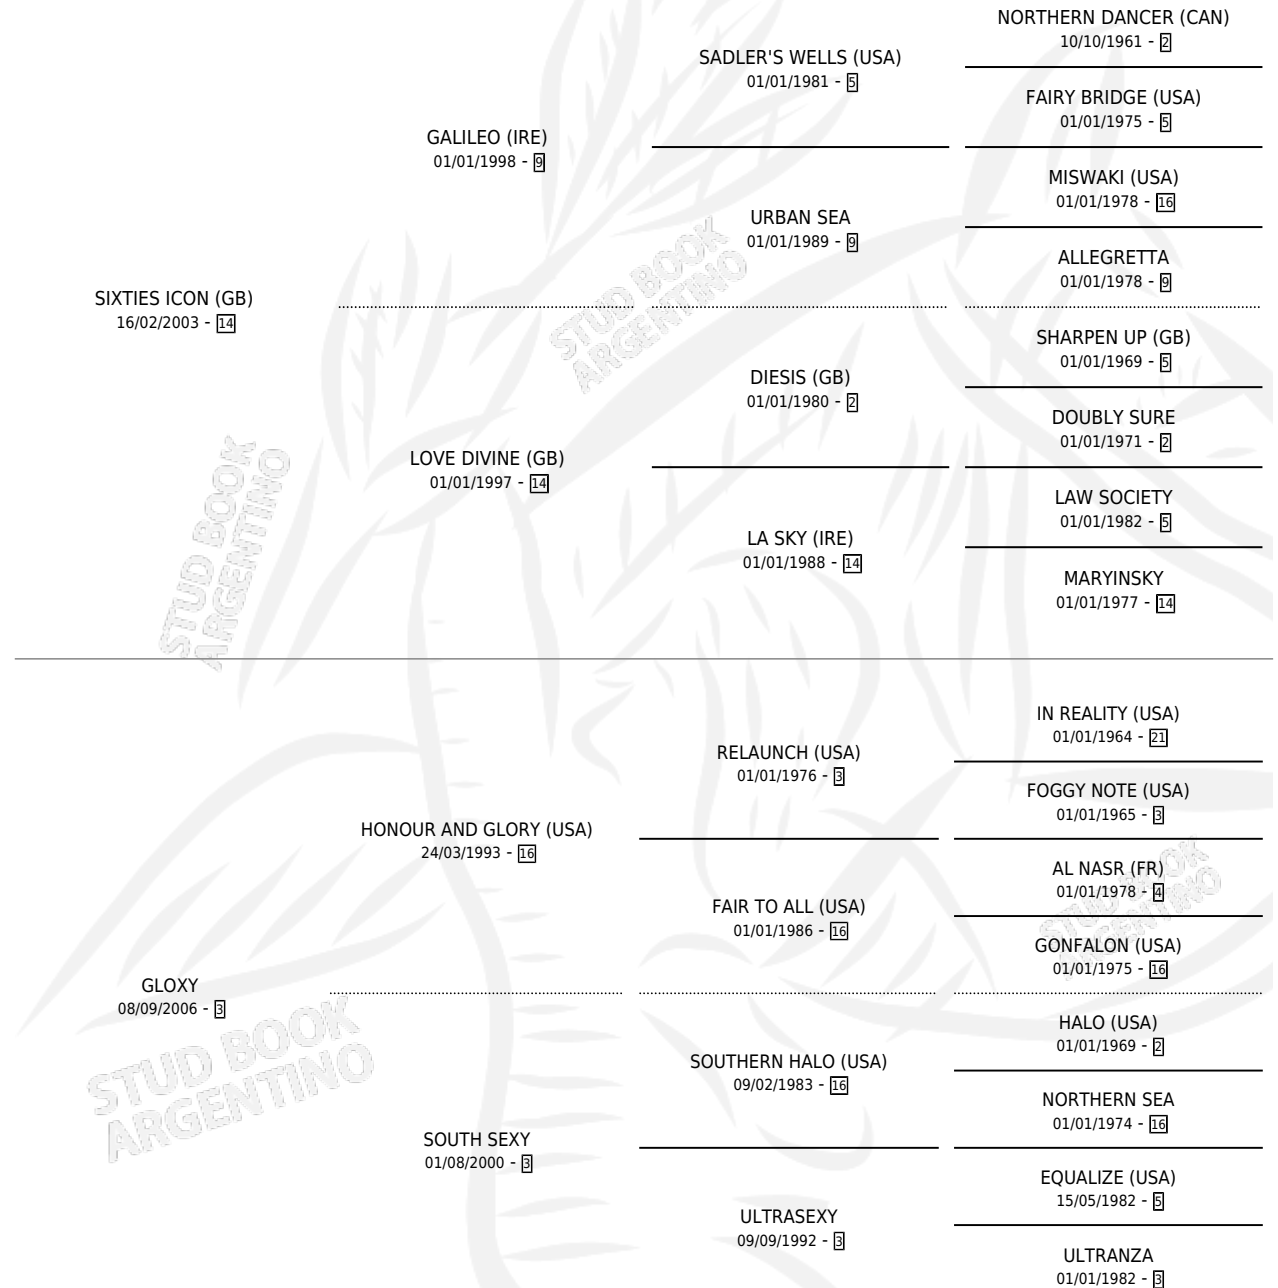 NORTHERN DANCER (CAN)
10/10/1961 - 2
SADLER'S WELLS (USA)
01/01/1981 - 5
FAIRY BRIDGE (USA)
01/01/1975 - 5
GALILEO (IRE)
01/01/1998 - 9
MISWAKI (USA)
01/01/1978 - 16
URBAN SEA
01/01/1989 - 9
ALLEGRETTA
01/01/1978 - 9
SIXTIES ICON (GB)
16/02/2003 - 14
SHARPEN UP (GB)
01/01/1969 - 5
DIESIS (GB)
01/01/1980 - 2
DOUBLY SURE
01/01/1971 - 2
LOVE DIVINE (GB)
01/01/1997 - 14
LAW SOCIETY
01/01/1982 - 5
LA SKY (IRE)
01/01/1988 - 14
MARYINSKY
01/01/1977 - 14
IN REALITY (USA)
01/01/1964 - 21
RELAUNCH (USA)
01/01/1976 - 3
FOGGY NOTE (USA)
01/01/1965 - 3
HONOUR AND GLORY (USA)
24/03/1993 - 16
AL NASR (FR)
01/01/1978 - 4
FAIR TO ALL (USA)
01/01/1986 - 16
GONFALON (USA)
01/01/1975 - 16
GLOXY
08/09/2006 - 3
HALO (USA)
01/01/1969 - 2
SOUTHERN HALO (USA)
09/02/1983 - 16
NORTHERN SEA
01/01/1974 - 16
SOUTH SEXY
01/08/2000 - 3
EQUALIZE (USA)
15/05/1982 - 5
ULTRASEXY
09/09/1992 - 3
ULTRANZA
01/01/1982 - 3
STUD BOOK
ARGENTINO
STUD BOOK
ARGENTINO
STUD BOOK
ARGENTINO
STUD BOOK
ARGENTINO